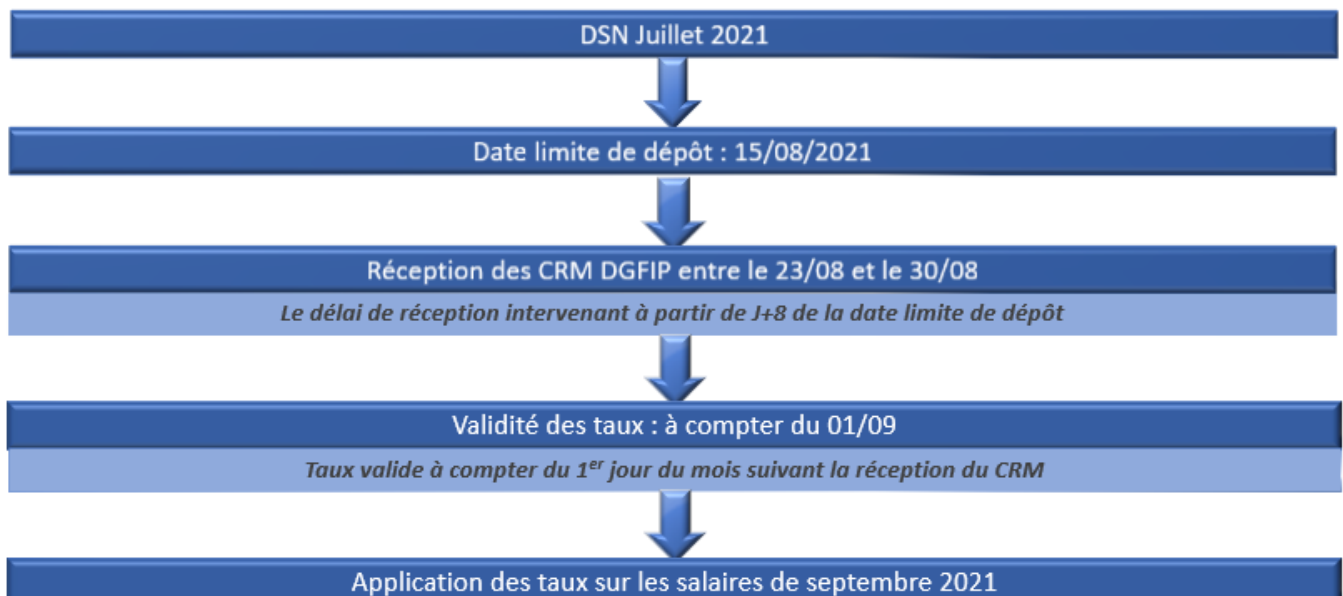 DSN Juillet 2021
Date limite de dépôt : 15/08/2021
Réception des CRM DGFIP entre le 23/08 et le 30/08
Le délai de réception intervenant à partir de J+8 de la date limite de dépôt
Validité des taux : à compter du 01/09
Taux valide à compter du 1er jour du mois suivant la réception du CRM
Application des taux sur les salaires de septembre 2021